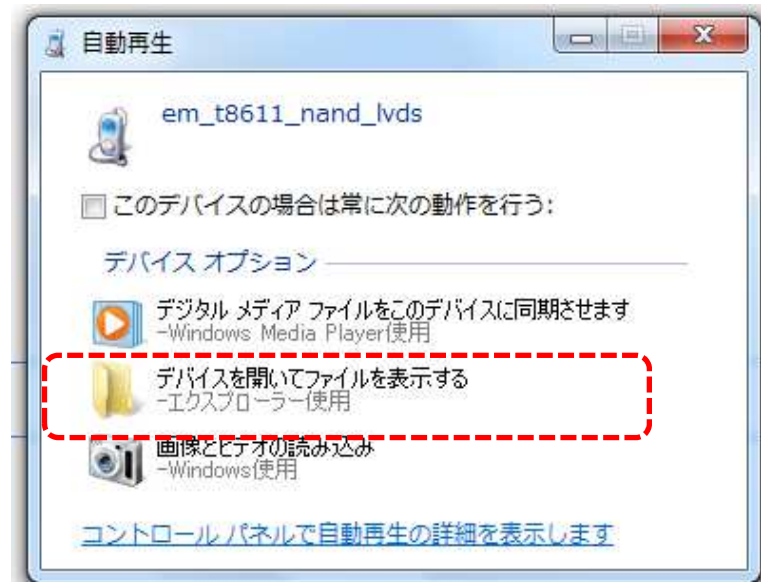 自動再生
em_t8611_nand_lvds
このデバイスの場合は常に次の動作を行う:
デバイス オプション
デジタル メディア ファイルをこのデバイスに同期させます
-Windows Media Player使用
デバイスを開いてファイルを表示する
-エクスプローラー使用
画像とビデオの読み込み
-Windows使用
コントロール パネルで自動再生の詳細を表示します